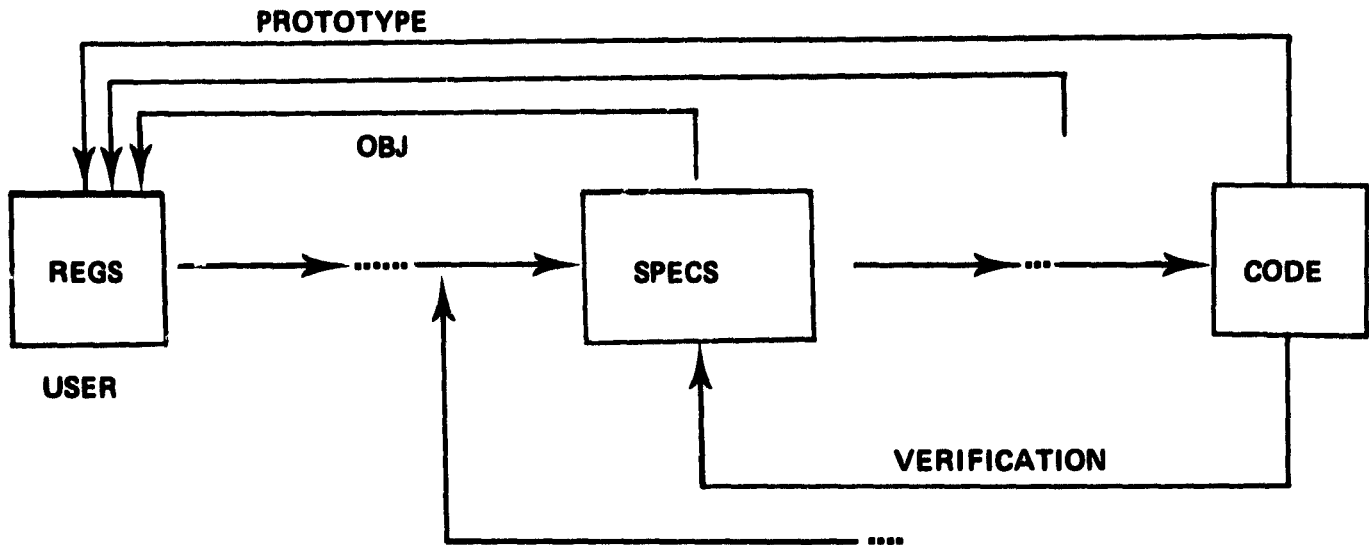 PROTOTYPE
OBJ
REGS ...... SPECS ... CODE
USER
VERIFICATION
....